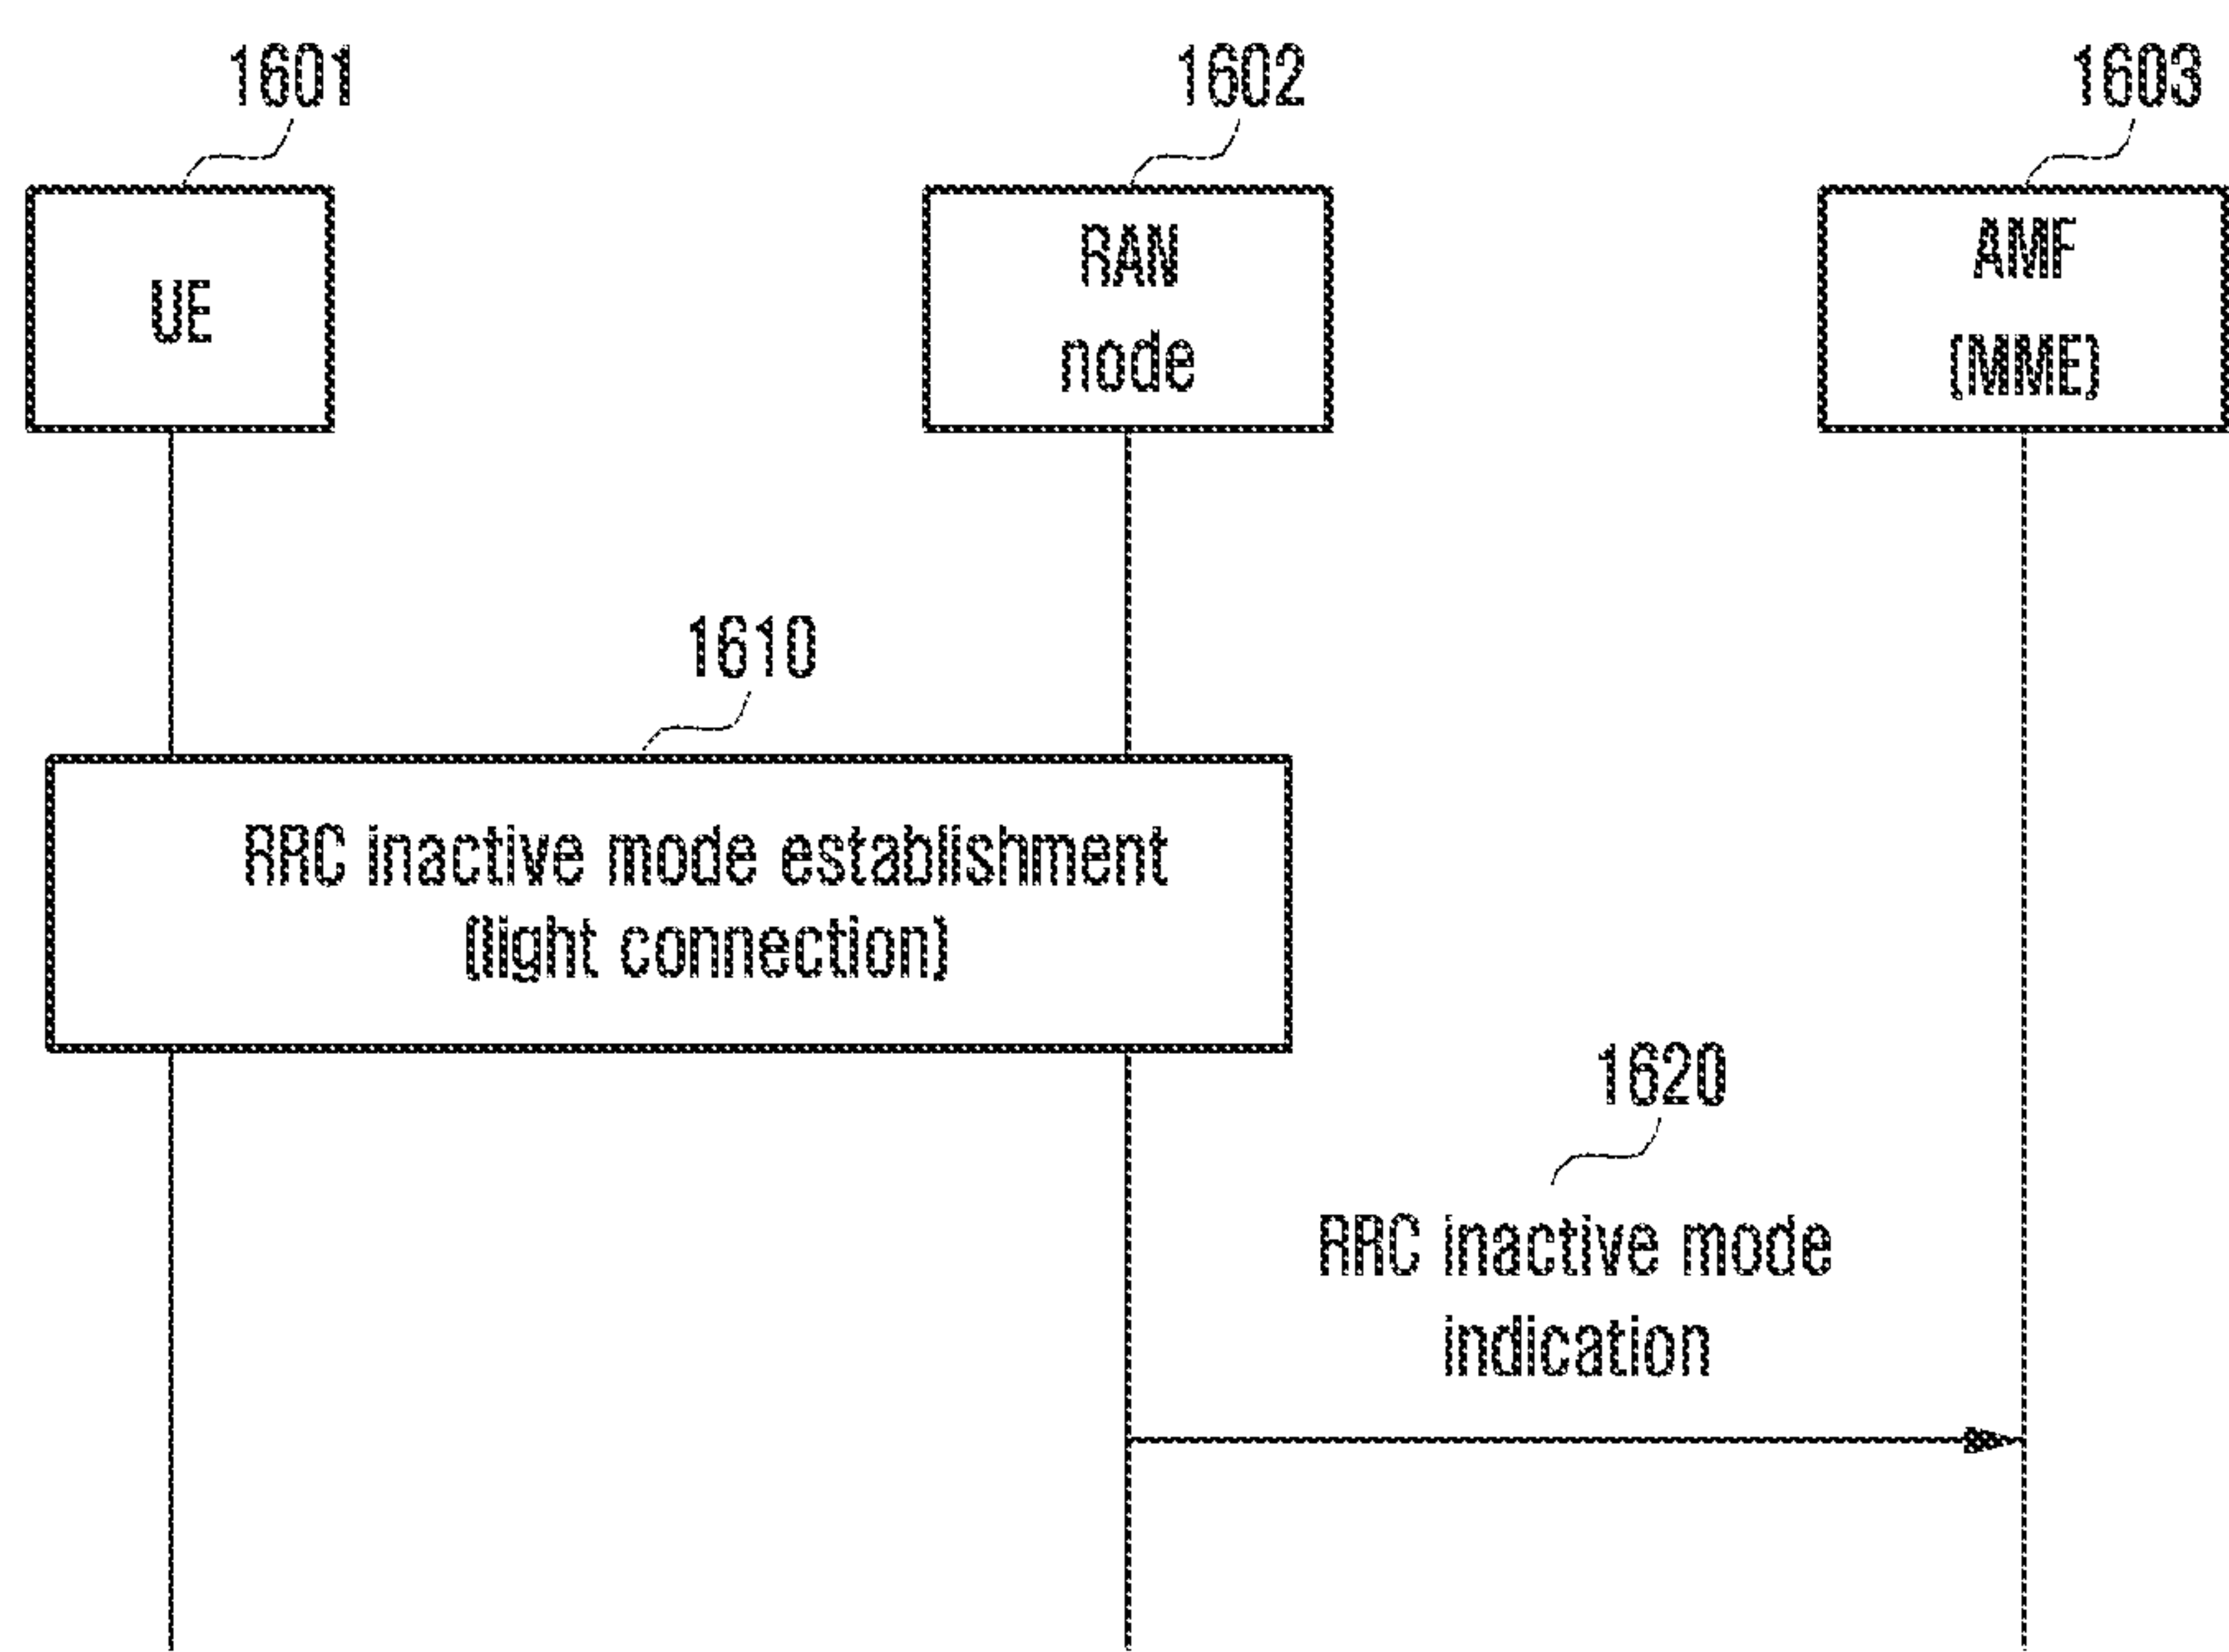 1601
1602
1603
UE
RAN
node
AMF
(MME)
1610
RRC inactive mode establishment
(light connection)
1620
RRC inactive mode
indication